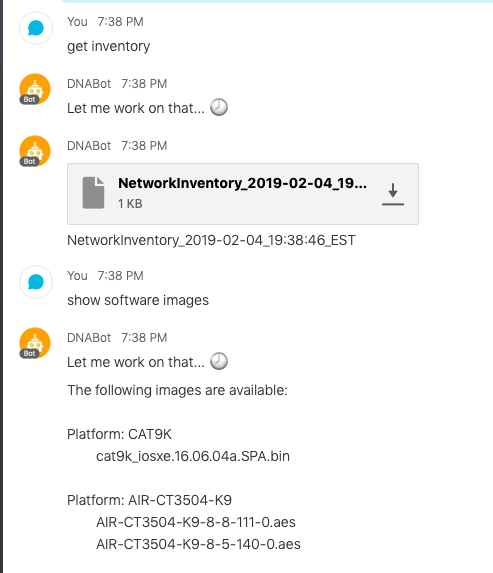 You 7:38 PM
get inventory
DNABot 7:38 PM
Bot
Let me work on that... 🕗
DNABot 7:38 PM
Bot
NetworkInventory_2019-02-04_19...
1 KB
NetworkInventory_2019-02-04_19:38:46_EST
You 7:38 PM
show software images
DNABot 7:38 PM
Bot
Let me work on that... 🕗
The following images are available:
Platform: CAT9K
cat9k_iosxe.16.06.04a.SPA.bin
Platform: AIR-CT3504-K9
AIR-CT3504-K9-8-8-111-0.aes
AIR-CT3504-K9-8-5-140-0.aes